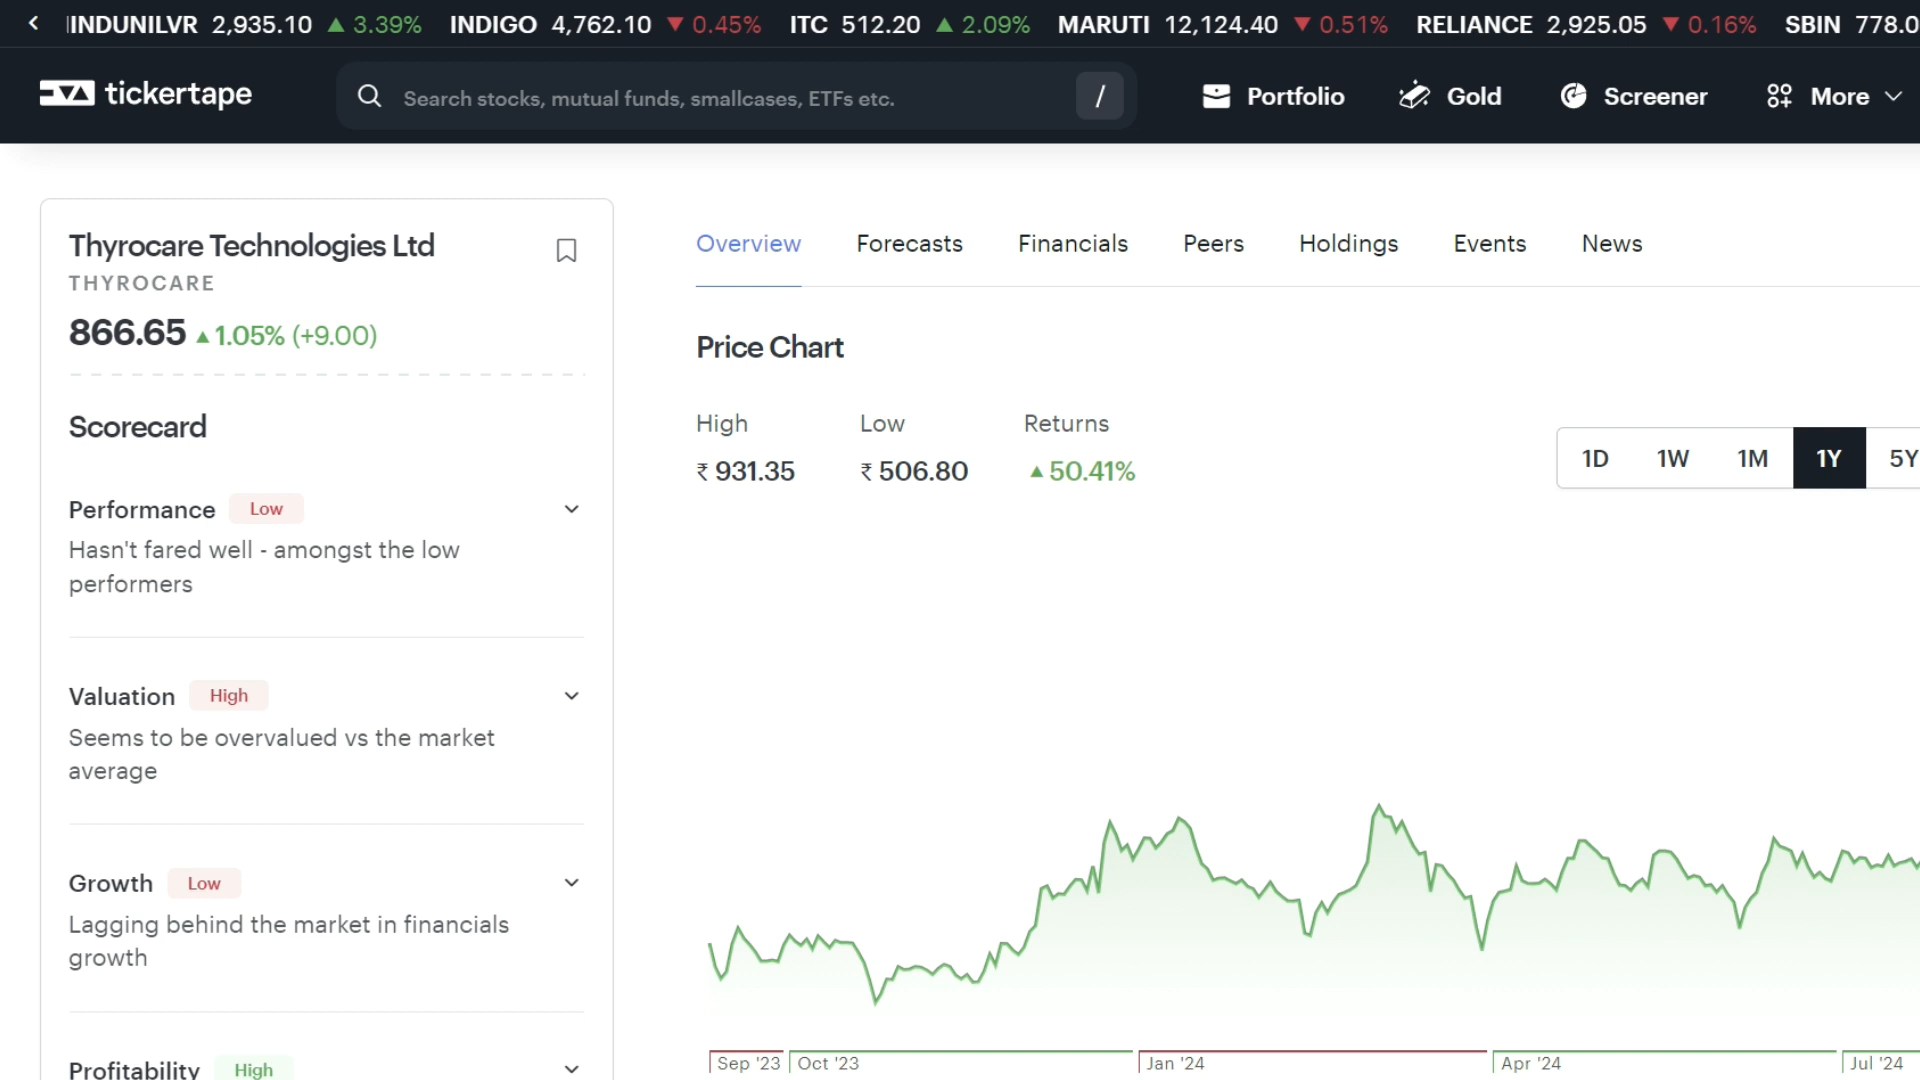 INDUNILVR 2,935.10 ▲ 3.39% INDIGO 4,762.10 ▼ 0.45% ITC 512.20 ▲ 2.09% MARUTI 12,124.40 ▼ 0.51% RELIANCE 2,925.05 ▼ 0.16% SBIN 778.0
tickertape Search stocks, mutual funds, smallcases, ETFs etc. / Portfolio Gold Screener More
Thyrocare Technologies Ltd
THYROCARE
866.65 ▲ 1.05% (+9.00)
Scorecard
Performance Low
Hasn't fared well - amongst the low
performers
Valuation High
Seems to be overvalued vs the market
average
Growth Low
Lagging behind the market in financials
growth
Profitability High
Overview Forecasts Financials Peers Holdings Events News
Price Chart
High Low Returns
₹ 931.35 ₹ 506.80 ▲ 50.41%
1D 1W 1M 1Y 5Y
Sep '23 Oct '23 Jan '24 Apr '24 Jul '24